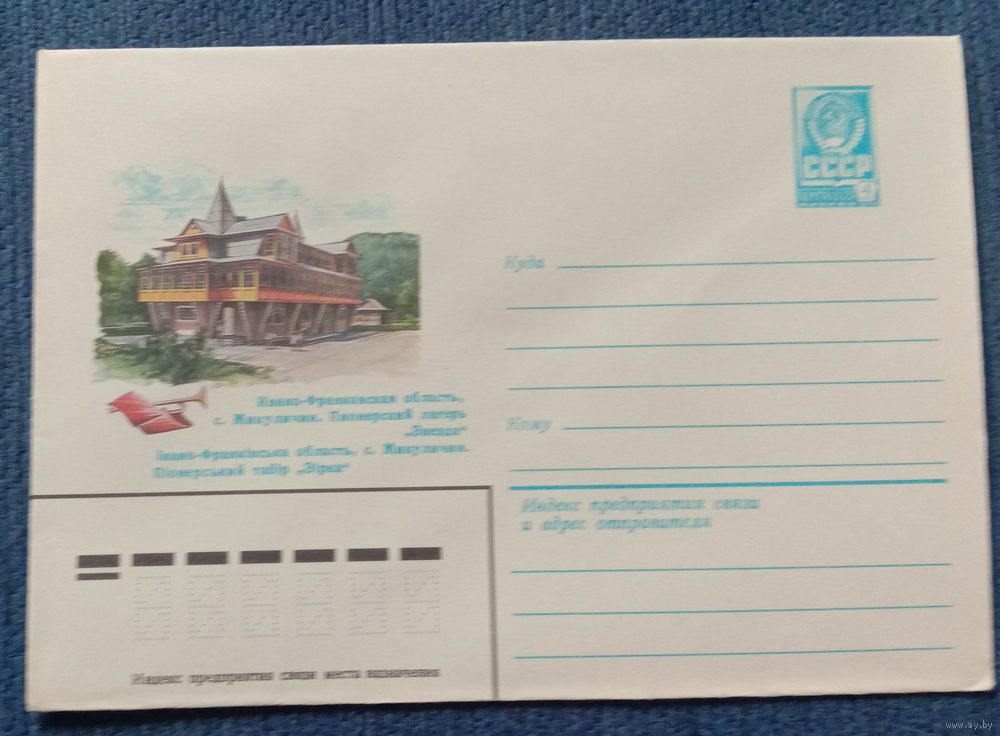 СССР
4
Куда
Ивано-Франковская область,
с. Микуличин. Пионерский лагерь
„Звезда“
Івано-Франківська область, с. Микуличин.
Піонерський табір „Зірка“
Кому
Индекс предприятия связи
и адрес отправителя
Индекс предприятия связи места назначения
www.ay.by